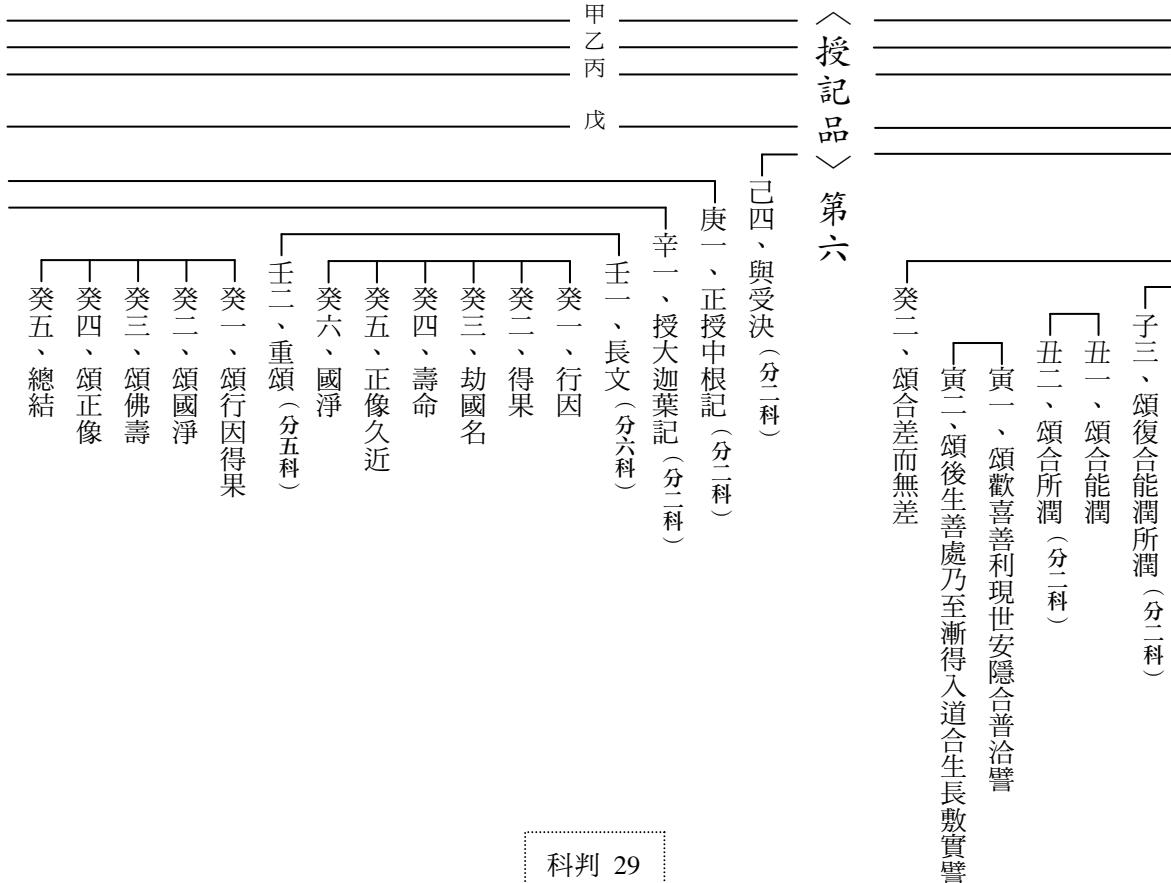 子三、頌復合能潤所潤（分二科）
丑一、頌合能潤
丑二、頌合所潤（分二科）
寅一、頌歡喜善利現世安隱合普洽譬
寅二、頌後生善處乃至漸得入道合生長敷實譬
癸二、頌合差而無差
〈授記品〉第六
己四、與受決（分二科）
庚一、正授中根記（分二科）
辛一、授大迦葉記（分二科）
壬一、長文（分六科）
甲
乙
丙
戊
癸一、行因
癸二、得果
癸三、劫國名
癸四、壽命
癸五、正像久近
癸六、國淨
壬二、重頌（分五科）
癸一、頌行因得果
癸二、頌國淨
癸三、頌佛壽
癸四、頌正像
癸五、總結
科判 29